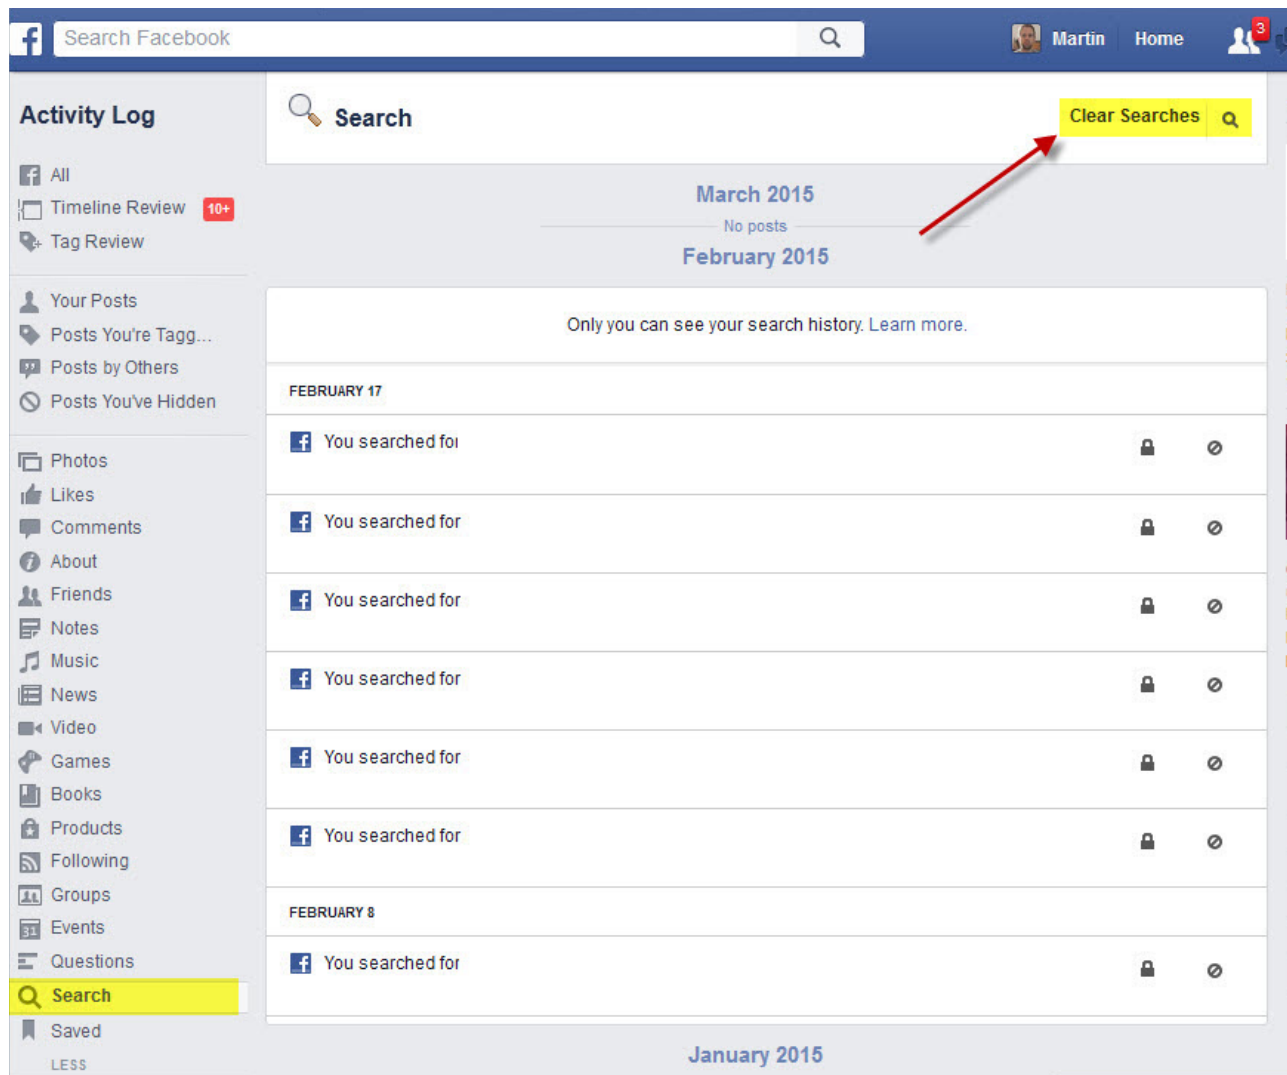 Search Facebook
Martin
Home
3
Activity Log
All
Timeline Review 10+
Tag Review
Your Posts
Posts You're Tagg...
Posts by Others
Posts You've Hidden
Photos
Likes
Comments
About
Friends
Notes
Music
News
Video
Games
Books
Products
Following
Groups
31
Events
Questions
Search
Saved
LESS
Search
Clear Searches
March 2015
No posts
February 2015
Only you can see your search history. Learn more.
FEBRUARY 17
You searched for
You searched for
You searched for
You searched for
You searched for
You searched for
FEBRUARY 8
You searched for
January 2015